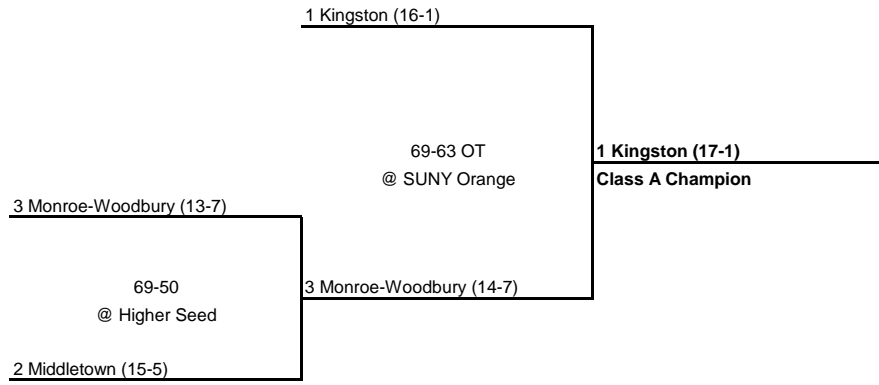 1 Kingston (16-1)
69-63 OT
@ SUNY Orange
1 Kingston (17-1)
Class A Champion
3 Monroe-Woodbury (13-7)
69-50
@ Higher Seed
3 Monroe-Woodbury (14-7)
2 Middletown (15-5)